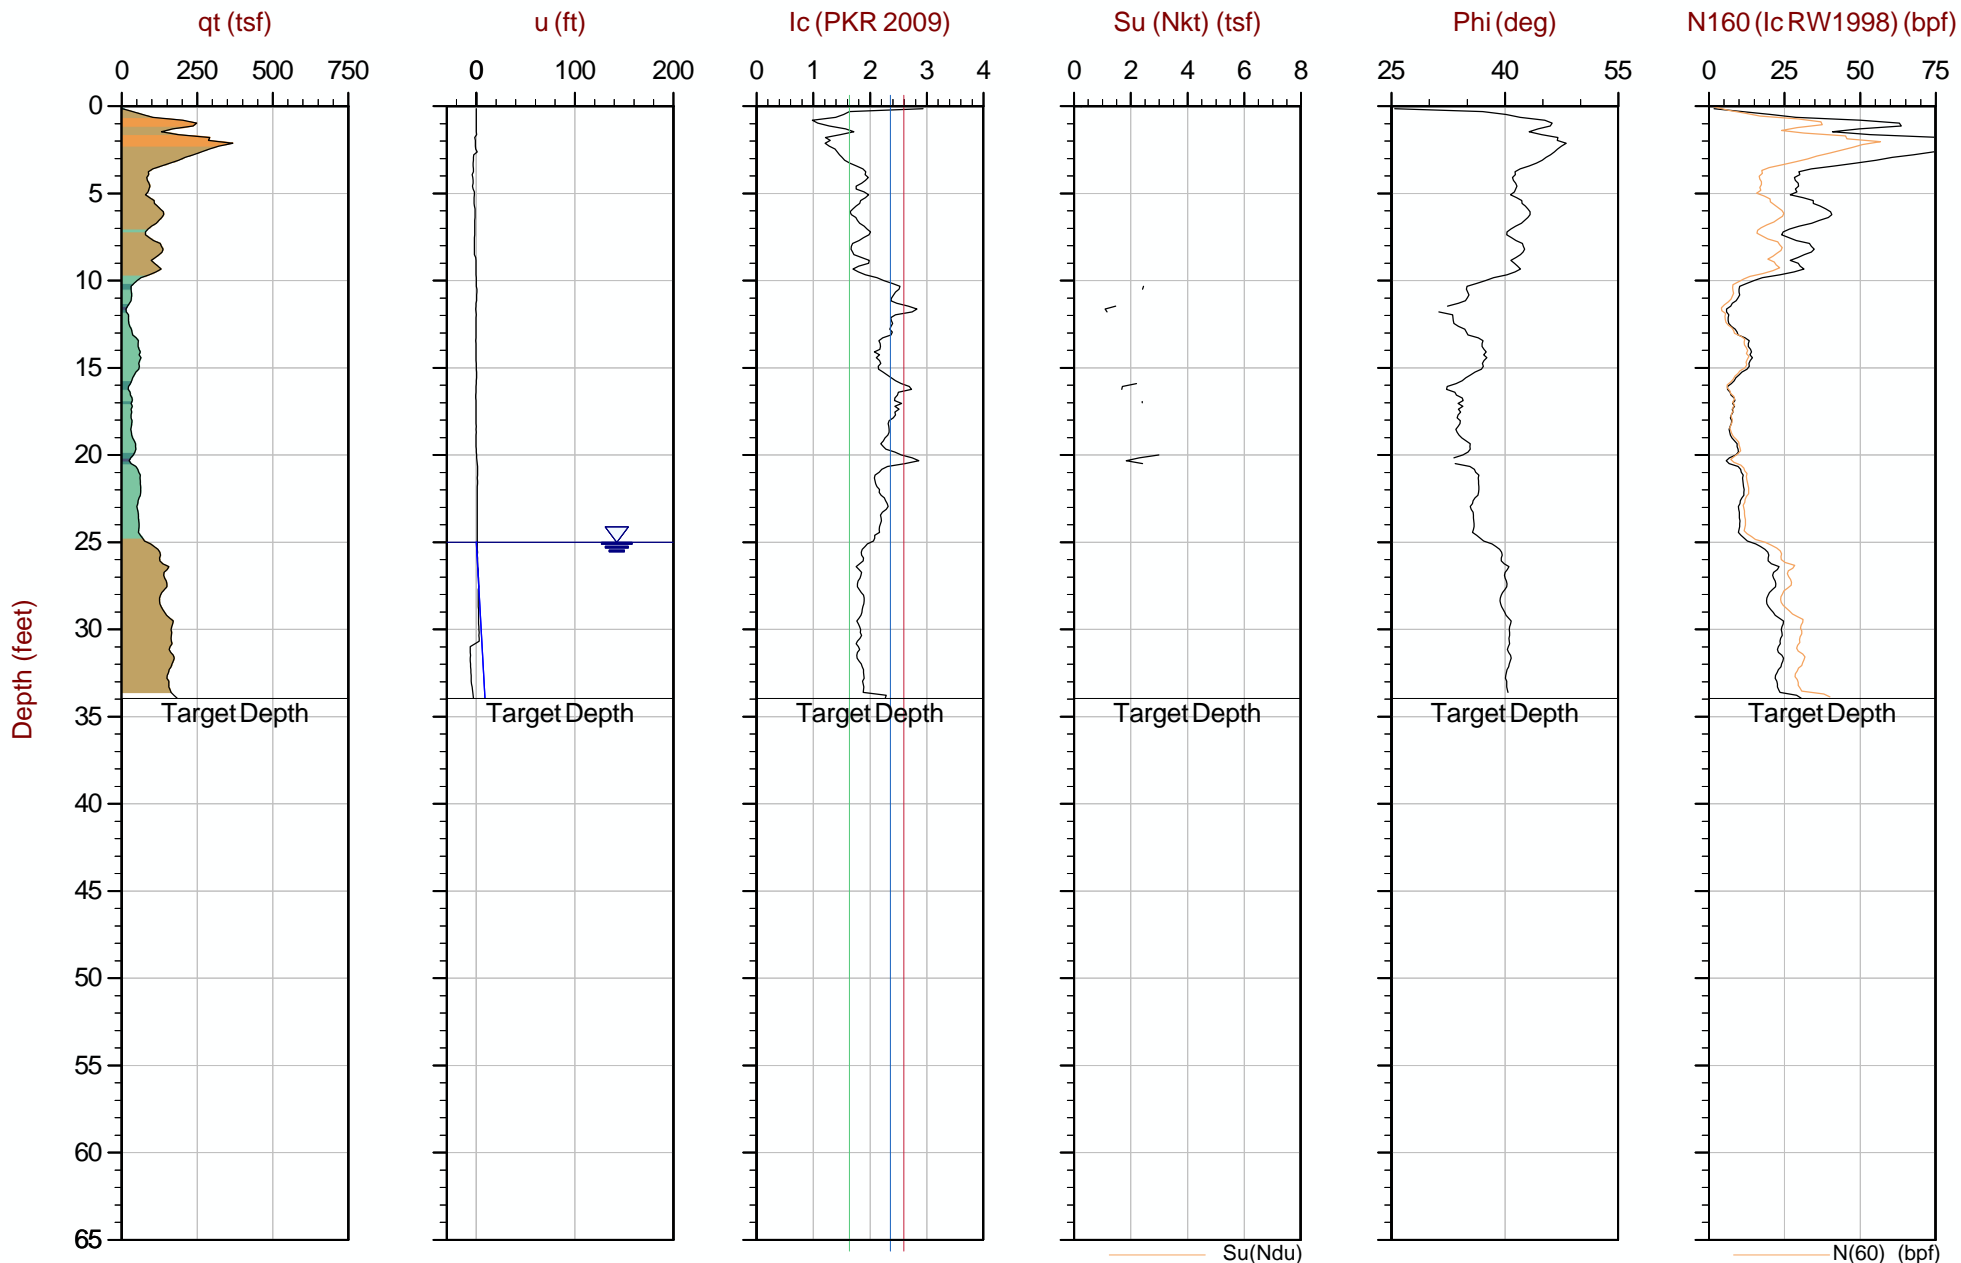 qt (tsf) u (ft) Ic (PKR 2009) Su (Nkt) (tsf) Phi (deg) N160 (Ic RW1998) (bpf)
0 250 500 750 0 100 200 0 1 2 3 4 0 2 4 6 8 25 40 55 0 25 50 75
0
5
10
15
20
25
30
Target Depth Target Depth Target Depth Target Depth Target Depth Target Depth
35
40
45
50
55
60
65
Depth (feet)
Su(Ndu) N(60) (bpf)